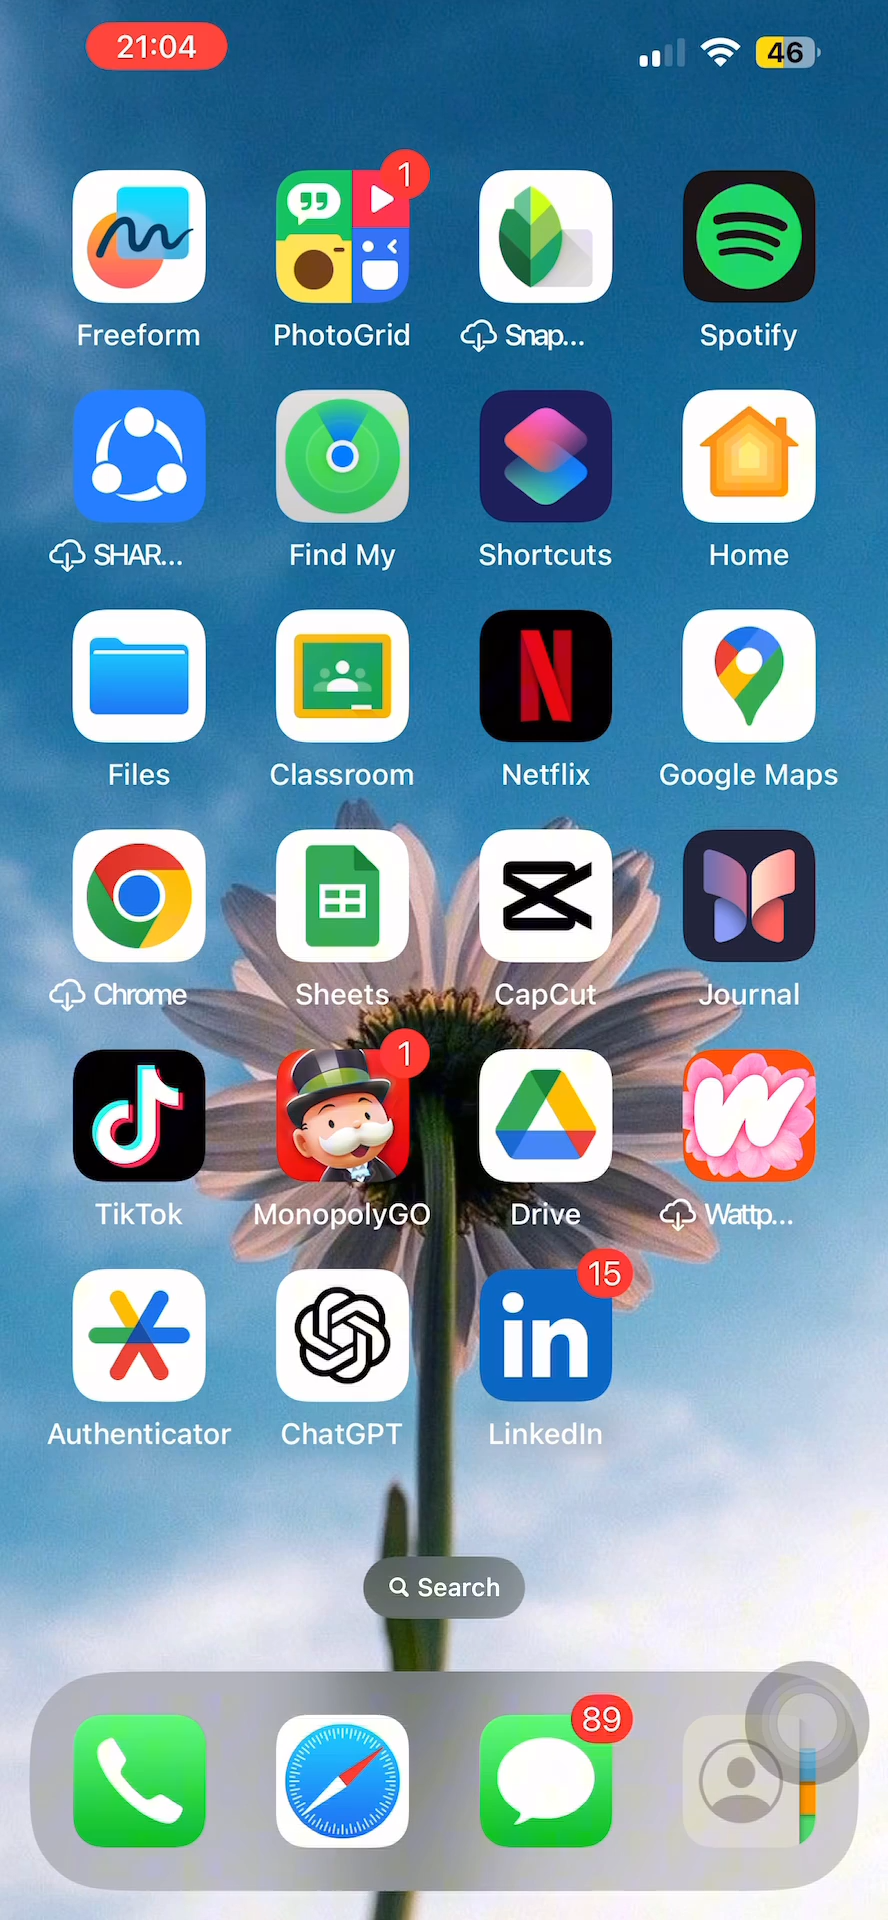 21:04
46
1
Freeform
PhotoGrid
Snap...
Spotify
SHAR...
Find My
Shortcuts
Home
Files
Classroom
Netflix
Google Maps
Chrome
Sheets
CapCut
Journal
1
TikTok
MonopolyGO
Drive
W
Wattp...
15
in
Authenticator
ChatGPT
LinkedIn
Search
89